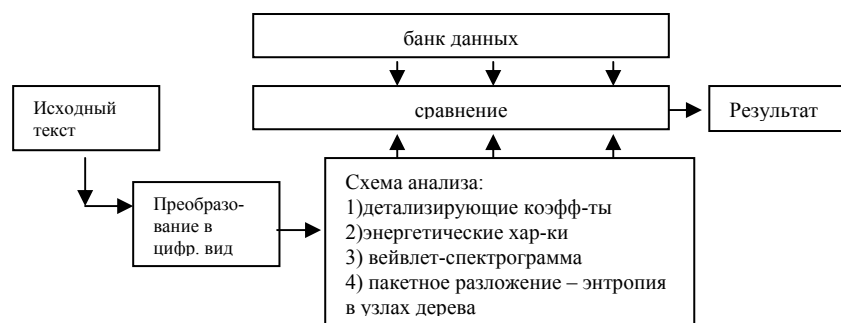 банк данных
Исходный
текст
сравнение
Результат
Преобразо-
вание в
цифр. вид
Схема анализа:
1)детализирующие коэфф-ты
2)энергетические хар-ки
3) вейвлет-спектрограмма
4) пакетное разложение – энтропия
в узлах дерева